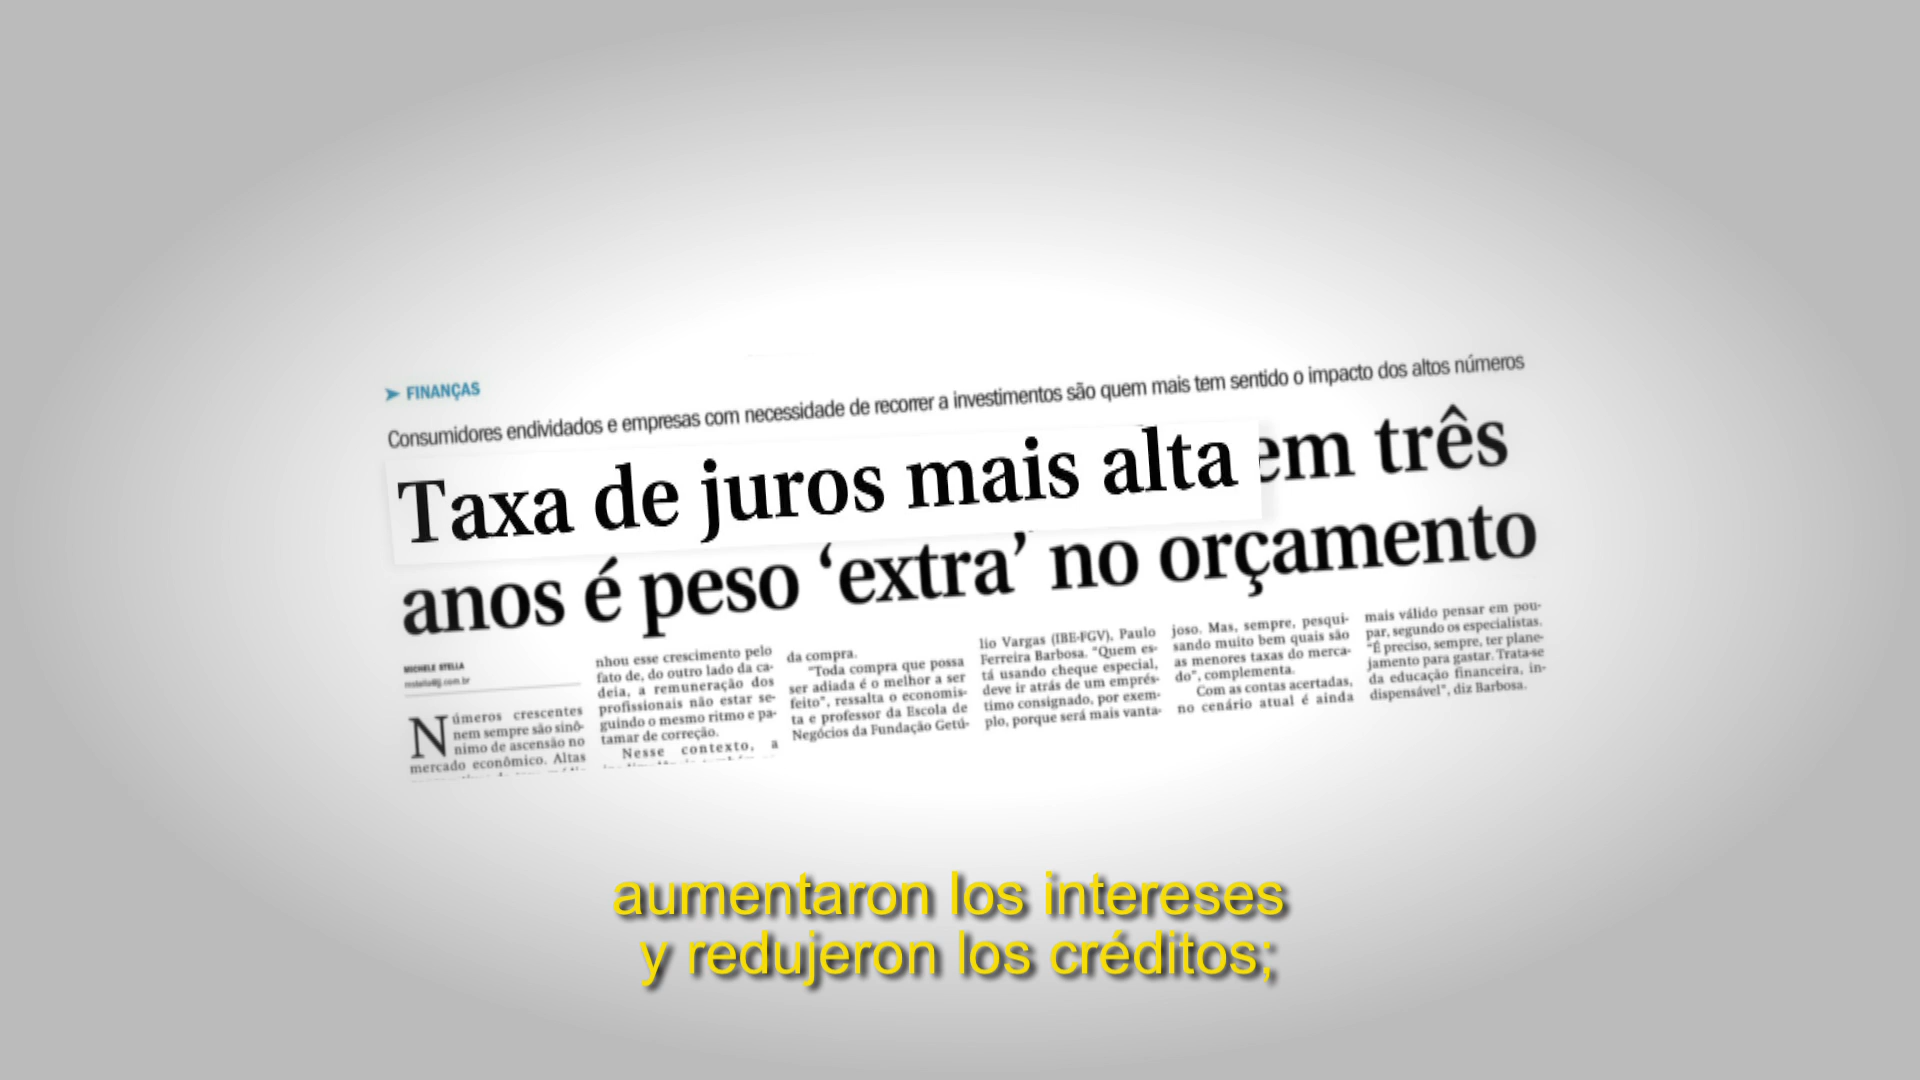 ➤ FINANÇAS
Consumidores endividados e empresas com necessidade de recorrer a investimentos são quem mais tem sentido o impacto dos altos números
Taxa de juros mais alta em três
anos é peso ‘extra’ no orçamento
MICHELE STELLA
Números crescentes
nem sempre são sinô-
nimo de ascensão no
mercado econômico. Altas
nhou esse crescimento pelo
fato de, do outro lado da ca-
deia, a remuneração dos
profissionais não estar se-
guindo o mesmo ritmo e pa-
tamar de correção.
Nesse contexto, a
da compra.
"Toda compra que possa
ser adiada é o melhor a ser
feito", ressalta o economis-
ta e professor da Escola de
Negócios da Fundação Getú-
lio Vargas (IBE-FGV), Paulo
Ferreira Barbosa. "Quem es-
tá usando cheque especial,
deve ir atrás de um emprés-
timo consignado, por exem-
plo, porque será mais vanta-
joso. Mas, sempre, pesqui-
sando muito bem quais são
as menores taxas do merca-
do", complementa.
Com as contas acertadas,
no cenário atual é ainda
mais válido pensar em pou-
par, segundo os especialistas.
"É preciso, sempre, ter plane-
jamento para gastar. Trata-se
da educação financeira, in-
dispensável", diz Barbosa.
aumentaron los intereses
y redujeron los créditos;